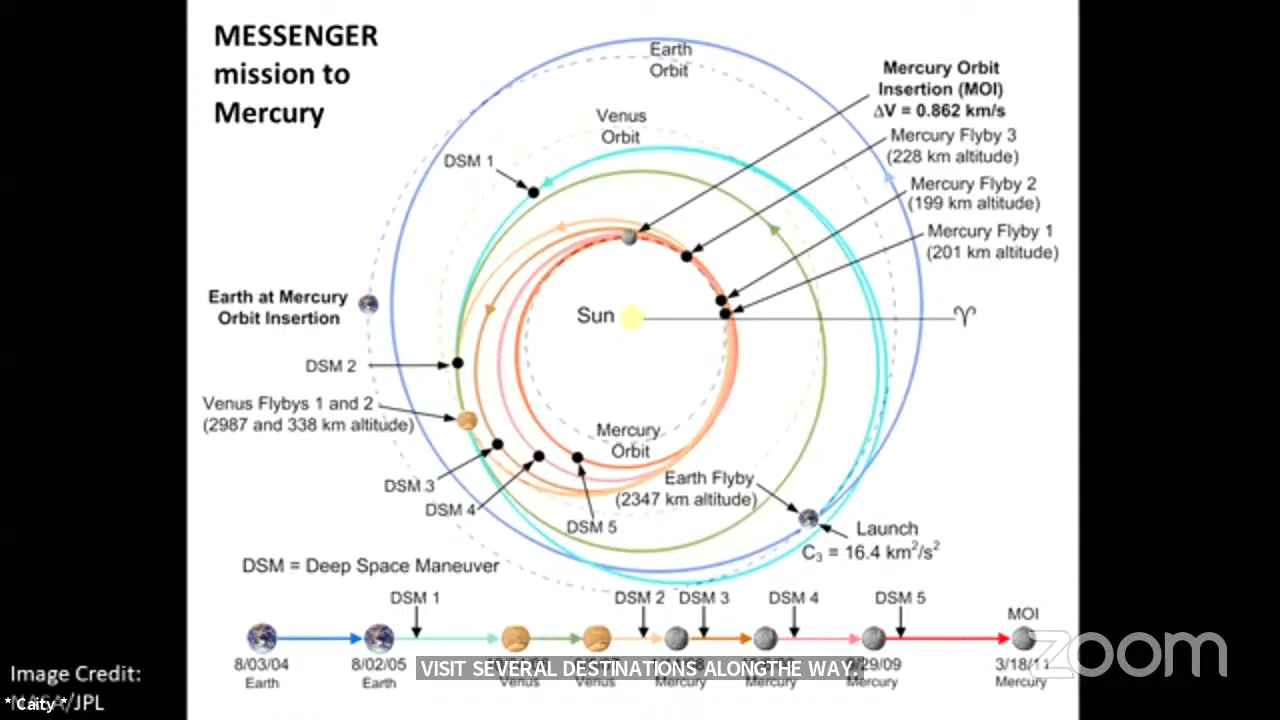 MESSENGER
mission to
Mercury
Earth
Orbit
Venus
Orbit
Mercury Orbit
Insertion (MOI)
ΔV = 0.862 km/s
Mercury Flyby 3
(228 km altitude)
DSM 1
Mercury Flyby 2
(199 km altitude)
Mercury Flyby 1
(201 km altitude)
Earth at Mercury
Orbit Insertion
Sun
♈
DSM 2
Venus Flybys 1 and 2
(2987 and 338 km altitude)
Mercury
Orbit
DSM 3
DSM 4
DSM 5
Earth Flyby
(2347 km altitude)
Launch
C₃ = 16.4 km²/s²
DSM = Deep Space Maneuver
DSM 1 DSM 2 DSM 3 DSM 4 DSM 5
MOI
8/03/04 8/02/05 /29/09 3/18/11
Earth Earth Venus Venus Mercury Mercury Mercury Mercury
VISIT SEVERAL DESTINATIONS ALONGTHE WAY.
zoom
Image Credit:
NASA/JPL
* Caity *